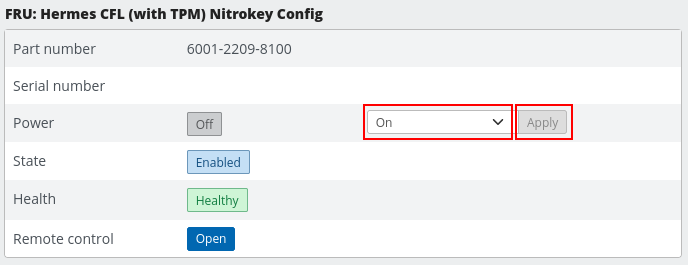 FRU: Hermes CFL (with TPM) Nitrokey Config
Part number 6001-2209-8100
Serial number
Power Off On Apply
State Enabled
Health Healthy
Remote control Open